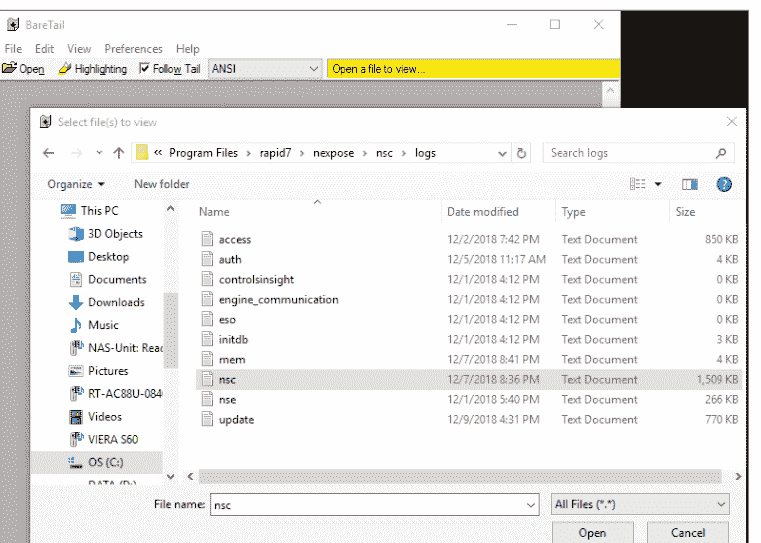 BareTail
File Edit View Preferences Help
Open Highlighting Follow Tail ANSI Open a file to view...
Select file(s) to view
« Program Files › rapid7 › nexpose › nsc › logs Search logs
Organize New folder
This PC
3D Objects
Desktop
Documents
Downloads
Music
NAS-Unit: Read
Pictures
RT-AC88U-084
Videos
VIERA S60
OS (C:)
DATA (D:)
Name Date modified Type Size
access 12/2/2018 7:42 PM Text Document 850 KB
auth 12/5/2018 11:17 AM Text Document 4 KB
controlsinsight 12/1/2018 4:12 PM Text Document 0 KB
engine_communication 12/1/2018 4:12 PM Text Document 0 KB
eso 12/1/2018 4:12 PM Text Document 0 KB
initdb 12/1/2018 4:12 PM Text Document 3 KB
mem 12/7/2018 8:41 PM Text Document 4 KB
nsc 12/7/2018 8:36 PM Text Document 1,509 KB
nse 12/1/2018 5:40 PM Text Document 266 KB
update 12/9/2018 4:31 PM Text Document 770 KB
File name: nsc All Files (*.*)
Open Cancel